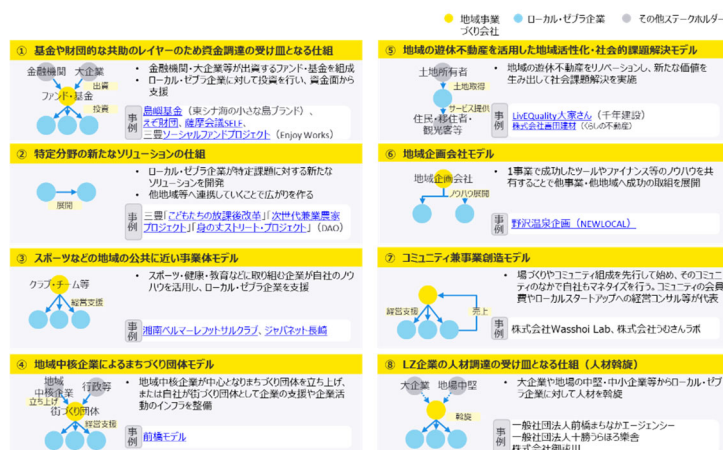 地域事業
づくり会社
ローカル・ゼブラ企業
その他ステークホルダー
① 基金や財団的な共助のレイヤーのため資金調達の受け皿となる仕組
金融機関 大企業
出資
ファンド・基金
投資
• 金融機関・大企業等が出資するファンド・基金を組成
• ローカル・ゼブラ企業に対して投資を行い、資金面から
支援
事例
島嶼基金（東シナ海の小さな島ブランド）、
えぞ財団、薩摩会議SELF、
三豊ソーシャルファンドプロジェクト（Enjoy Works）
② 特定分野の新たなソリューションの仕組
展開
• ローカル・ゼブラ企業が特定課題に対する新たな
ソリューションを開発
• 他地域等へ連携していくことで広がりを作る
事例
三豊「こどもたちの放課後改革」「次世代兼業農家
プロジェクト」「身の丈ストリート・プロジェクト」（DAO）
③ スポーツなどの地域の公共に近い事業体モデル
クラブ・チーム等
経営支援
• スポーツ・健康・教育などに取り組む企業が自社のノウ
ハウを活用し、ローカル・ゼブラ企業を支援
事例
湘南ベルマーレフットサルクラブ、ジャパネット長崎
④ 地域中核企業によるまちづくり団体モデル
地域
中核企業
行政等
立ち上げ
街づくり団体
経営支援
• 地域中核企業が中心となりまちづくり団体を立ち上げ、
または自社が街づくり団体として企業の支援や企業活
動のインフラを整備
事例
前橋モデル
⑤ 地域の遊休不動産を活用した地域活性化・社会的課題解決モデル
土地所有者
土地取得
サービス提供
住民・移住者・
観光客等
• 地域の遊休不動産をリノベーションし、新たな価値を
生み出して社会課題解決を実施
事例
LivEQuality大家さん（千年建設）
株式会社喜田建材（くらしの不動産）
⑥ 地域企画会社モデル
地域企画会社
ノウハウ展開
• 1事業で成功したツールやファイナンス等のノウハウを共
有することで他事業・他地域へ成功の取組を展開
事例
野沢温泉企画（NEWLOCAL）
⑦ コミュニティ兼事業創造モデル
経営支援
売上
• 場づくりやコミュニティ組成を先行して始め、そのコミュニ
ティのなかで自社もマネタイズを行う。コミュニティの会員
費やローカルスタートアップへの経営コンサル等が代表
事例
株式会社Wasshoi Lab、株式会社うむさんラボ
⑧ LZ企業の人材調達の受け皿となる仕組（人材斡旋）
大企業 地場中堅
斡旋
• 大企業や地場の中堅・中小企業等からローカル・ゼブ
ラ企業に対して人材を斡旋
事例
一般社団法人前橋まちなかエージェンシー
一般社団法人十勝うらほろ樂舎
株式会社御祓川